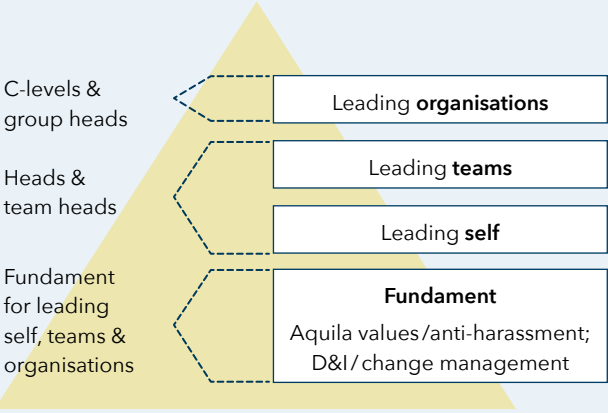 C-levels &
group heads
Leading organisations
Heads &
team heads
Leading teams
Leading self
Fundament
for leading
self, teams &
organisations
Fundament
Aquila values/anti-harassment;
D&I/change management